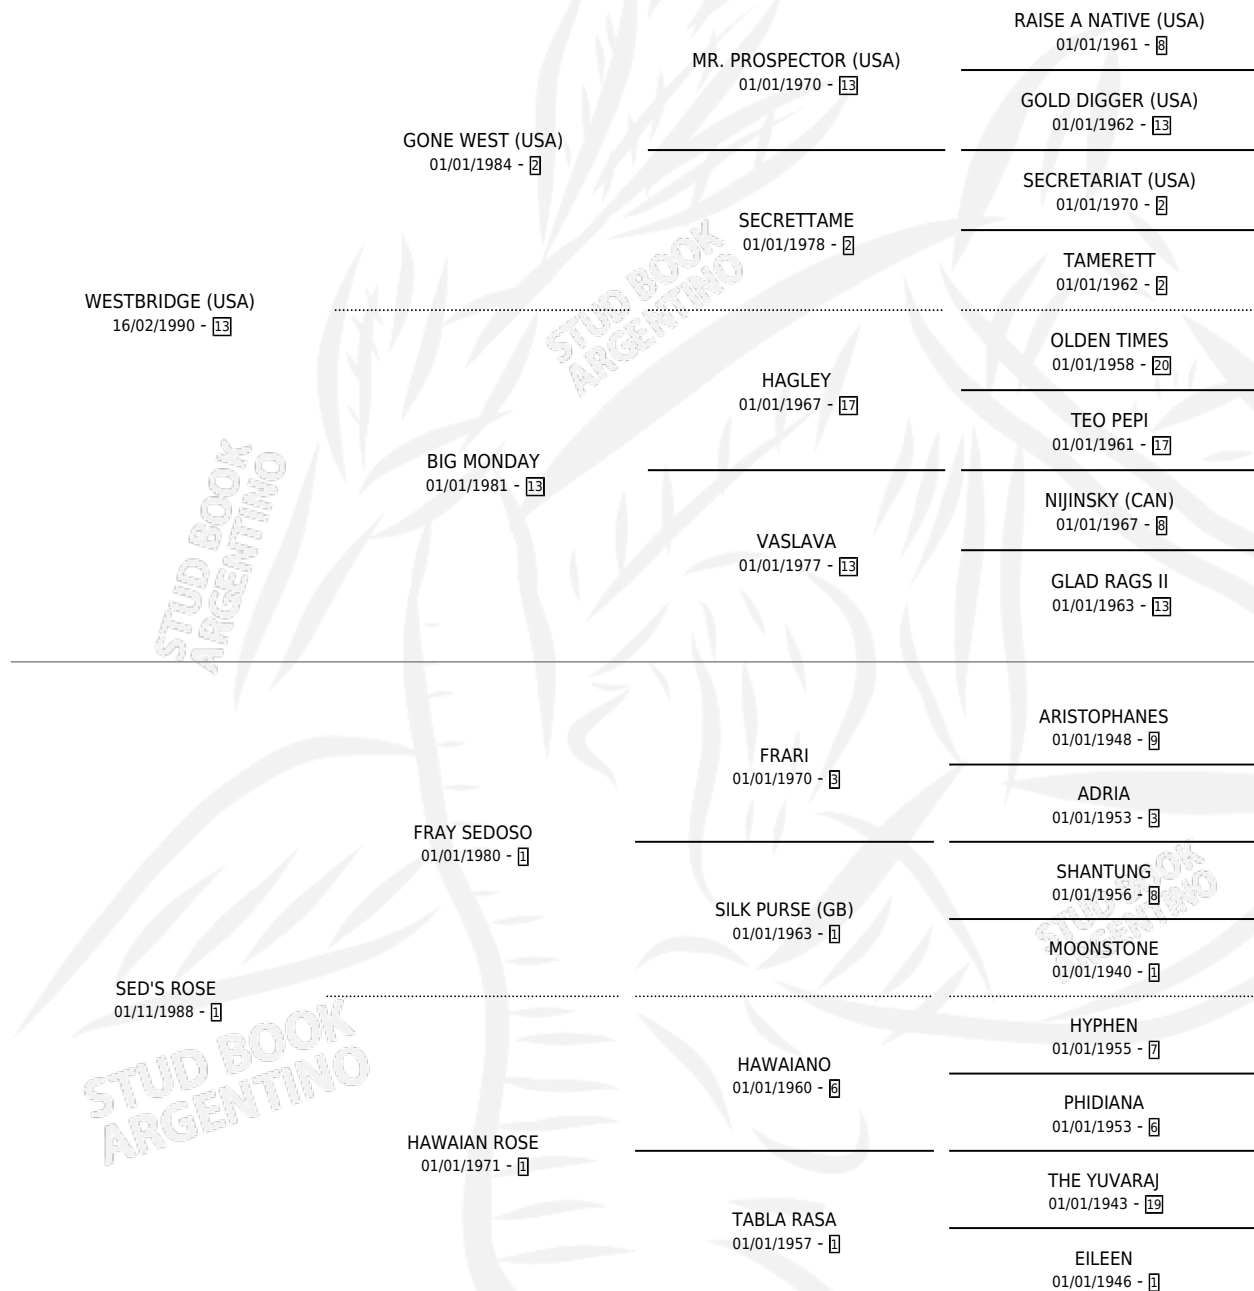 RAISE A NATIVE (USA)
01/01/1961 - 8
MR. PROSPECTOR (USA)
01/01/1970 - 13
GOLD DIGGER (USA)
01/01/1962 - 13
GONE WEST (USA)
01/01/1984 - 2
SECRETARIAT (USA)
01/01/1970 - 2
SECRETTAME
01/01/1978 - 2
TAMERETT
01/01/1962 - 2
WESTBRIDGE (USA)
16/02/1990 - 13
OLDEN TIMES
01/01/1958 - 20
HAGLEY
01/01/1967 - 17
TEO PEPI
01/01/1961 - 17
BIG MONDAY
01/01/1981 - 13
NIJINSKY (CAN)
01/01/1967 - 8
VASLAVA
01/01/1977 - 13
GLAD RAGS II
01/01/1963 - 13
ARISTOPHANES
01/01/1948 - 9
FRARI
01/01/1970 - 3
ADRIA
01/01/1953 - 3
FRAY SEDOSO
01/01/1980 - 1
SHANTUNG
01/01/1956 - 8
SILK PURSE (GB)
01/01/1963 - 1
MOONSTONE
01/01/1940 - 1
SED'S ROSE
01/11/1988 - 1
HYPHEN
01/01/1955 - 7
HAWAIANO
01/01/1960 - 6
PHIDIANA
01/01/1953 - 6
HAWAIAN ROSE
01/01/1971 - 1
THE YUVARAJ
01/01/1943 - 19
TABLA RASA
01/01/1957 - 1
EILEEN
01/01/1946 - 1
STUD BOOK
ARGENTINO
STUD BOOK
ARGENTINO
STUD BOOK
ARGENTINO
STUD BOOK
ARGENTINO